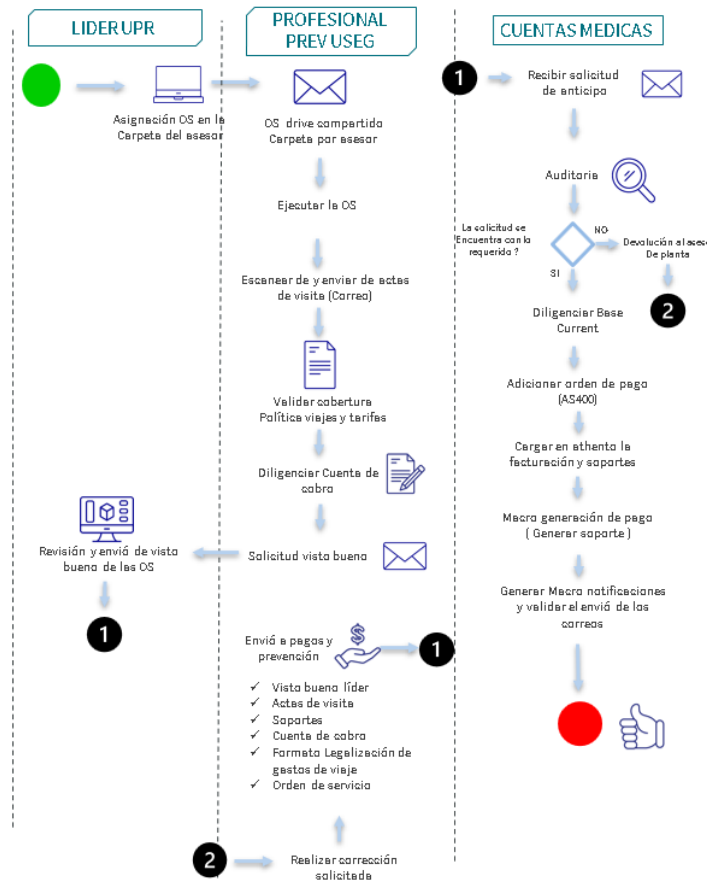 LIDER UPR
Asignación OS en la
Carpeta del asesor
Revisión y envió de visto
bueno de las OS
1
PROFESIONAL
PREV USEG
OS drive compartido
Carpeta por asesor
Ejecutar la OS
Escanear de y enviar de actas
de visita (Correo)
Validar cobertura
Política viajes y tarifas
Diligenciar Cuenta de
cobro
Solicitud visto bueno
Envió a pagos y
prevención
1
✓ Visto bueno líder
✓ Actas de visita
✓ Soportes
✓ Cuenta de cobro
✓ Formato Legalización de
gastos de viaje
✓ Orden de servicio
2
Realizar corrección
solicitada
CUENTAS MEDICAS
1
Recibir solicitud
de anticipo
Auditoria
La solicitud se
Encuentra con lo
requerido ?
NO
Devolución al aseso
De planta
2
SI
Diligenciar Base
Current
Adicionar orden de pago
(AS400)
Cargar en athento la
facturación y soportes
Macro generación de pago
( Generar soporte )
Generar Macro notificaciones
y validar el envió de los
correos
$